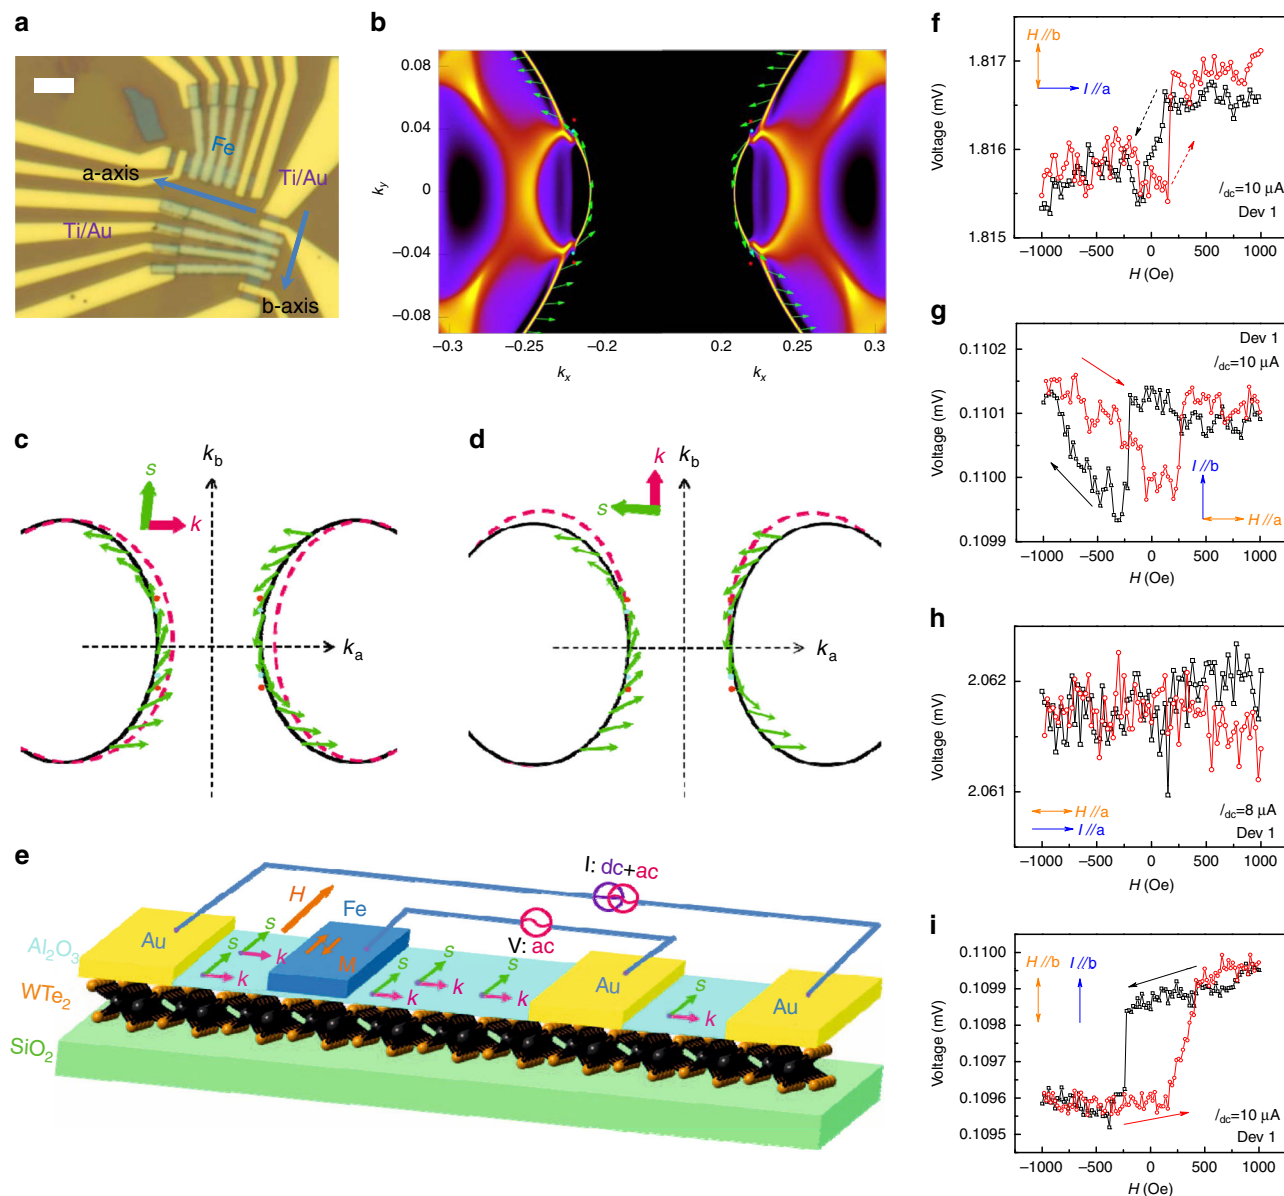 a
Fe
a-axis
Ti/Au
Ti/Au
b-axis
b
0.08
0.04
0
−0.04
−0.08
k_y
−0.3
−0.25
−0.2
0.2
0.25
0.3
k_x
k_x
c
k_b
s
k
k_a
d
k_b
k
s
k_a
e
I: dc+ac
H
Fe
V: ac
Au
s
s
M
s
s
s
s
Au
Au
k
k
k
k
k
k
Al₂O₃
WTe₂
SiO₂
f
H//b
I//a
1.817
1.816
1.815
Voltage (mV)
I_dc=10 μA
Dev 1
−1000
−500
0
500
1000
H (Oe)
g
Dev 1
I_dc=10 μA
0.1102
0.1101
0.1100
0.1099
Voltage (mV)
I//b
H//a
−1000
−500
0
500
1000
H (Oe)
h
2.062
2.061
Voltage (mV)
H//a
I//a
I_dc=8 μA
Dev 1
−1000
−500
0
500
1000
H (Oe)
i
H//b
I//b
0.1100
0.1099
0.1098
0.1097
0.1096
0.1095
Voltage (mV)
I_dc=10 μA
Dev 1
−1000
−500
0
500
1000
H (Oe)